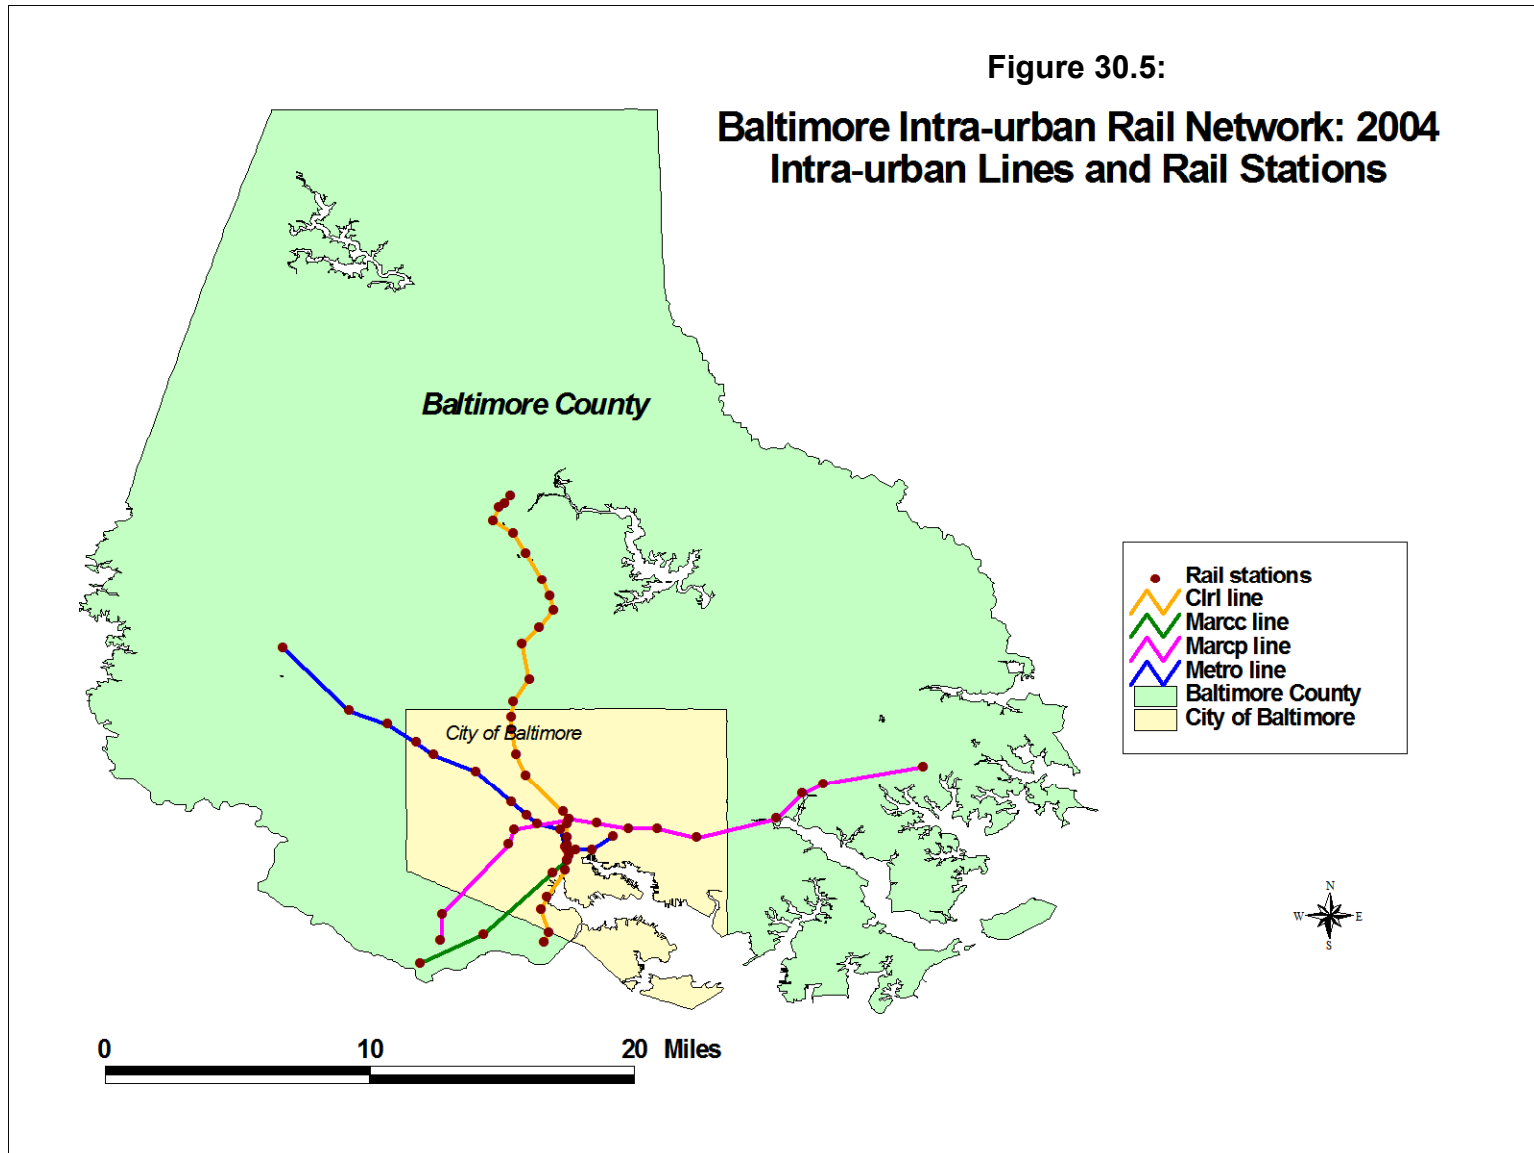 Figure 30.5:
Baltimore Intra-urban Rail Network: 2004
Intra-urban Lines and Rail Stations
Baltimore County
City of Baltimore
Rail stations
Clrl line
Marcc line
Marcp line
Metro line
Baltimore County
City of Baltimore
N
W E
S
0 10 20 Miles